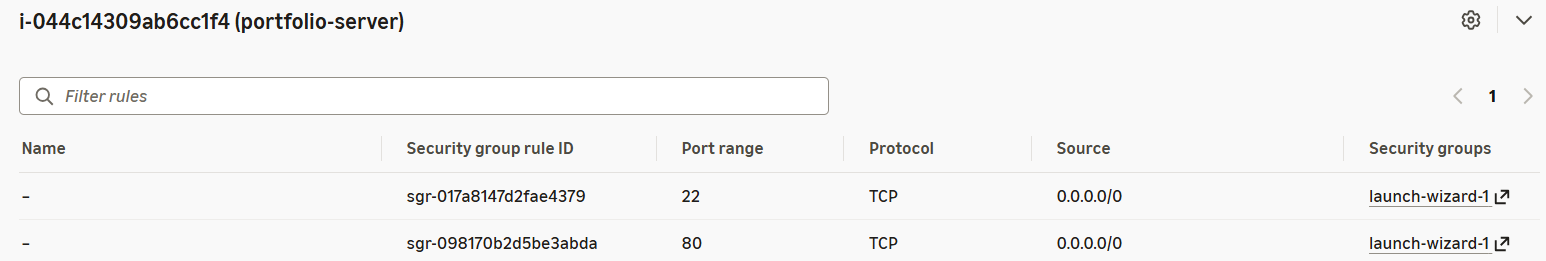 i-044c14309ab6cc1f4 (portfolio-server)
Filter rules
1
Name Security group rule ID Port range Protocol Source Security groups
– sgr-017a8147d2fae4379 22 TCP 0.0.0.0/0 launch-wizard-1
– sgr-098170b2d5be3abda 80 TCP 0.0.0.0/0 launch-wizard-1